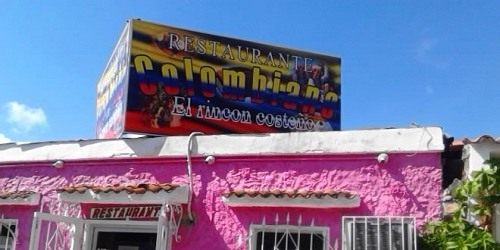 RESTAURANTE
Colombiano
El rincon costeño
RESTAURANTE